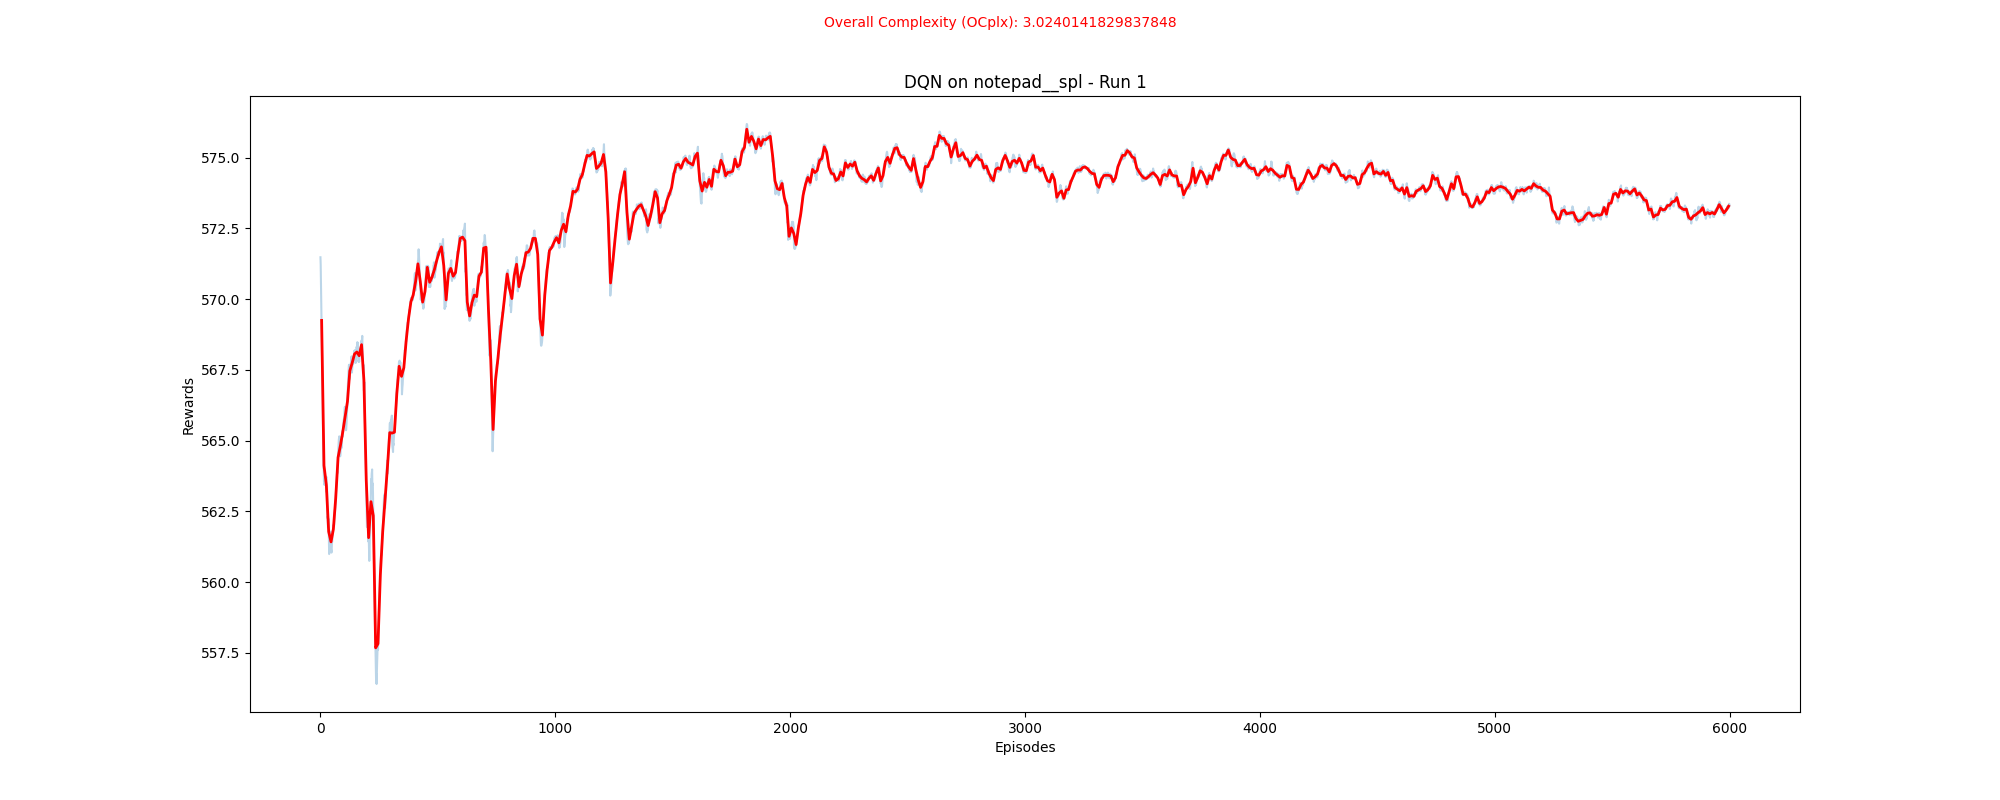 Overall Complexity (OCplx): 3.0240141829837848
DQN on notepad__spl - Run 1
575.0
572.5
570.0
567.5
565.0
562.5
560.0
557.5
Rewards
0 1000 2000 3000 4000 5000 6000
Episodes